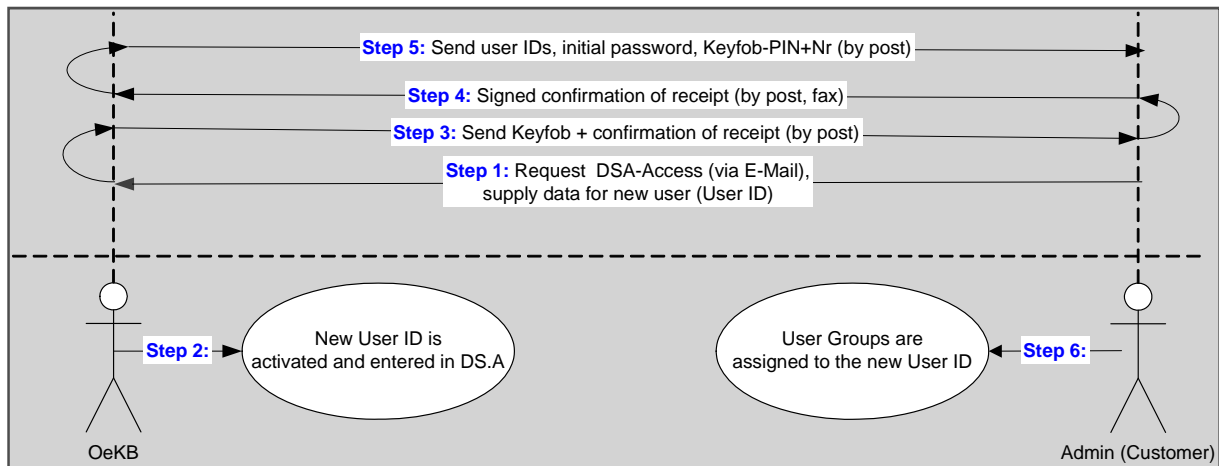 Step 5: Send user IDs, initial password, Keyfob-PIN+Nr (by post)
Step 4: Signed confirmation of receipt (by post, fax)
Step 3: Send Keyfob + confirmation of receipt (by post)
Step 1: Request DSA-Access (via E-Mail),
supply data for new user (User ID)
New User ID is
activated and entered in DS.A
Step 2:
User Groups are
assigned to the new User ID
Step 6:
OeKB
Admin (Customer)